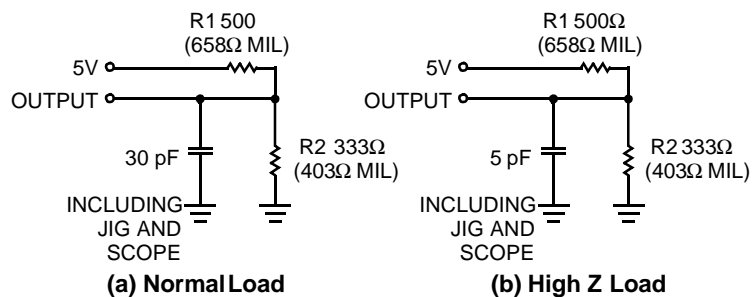 R1 500
(658Ω MIL)
5V
OUTPUT
30 pF
R2 333Ω
(403Ω MIL)
INCLUDING
JIG AND
SCOPE
(a) Normal Load
R1 500Ω
(658Ω MIL)
5V
OUTPUT
5 pF
R2 333Ω
(403Ω MIL)
INCLUDING
JIG AND
SCOPE
(b) High Z Load